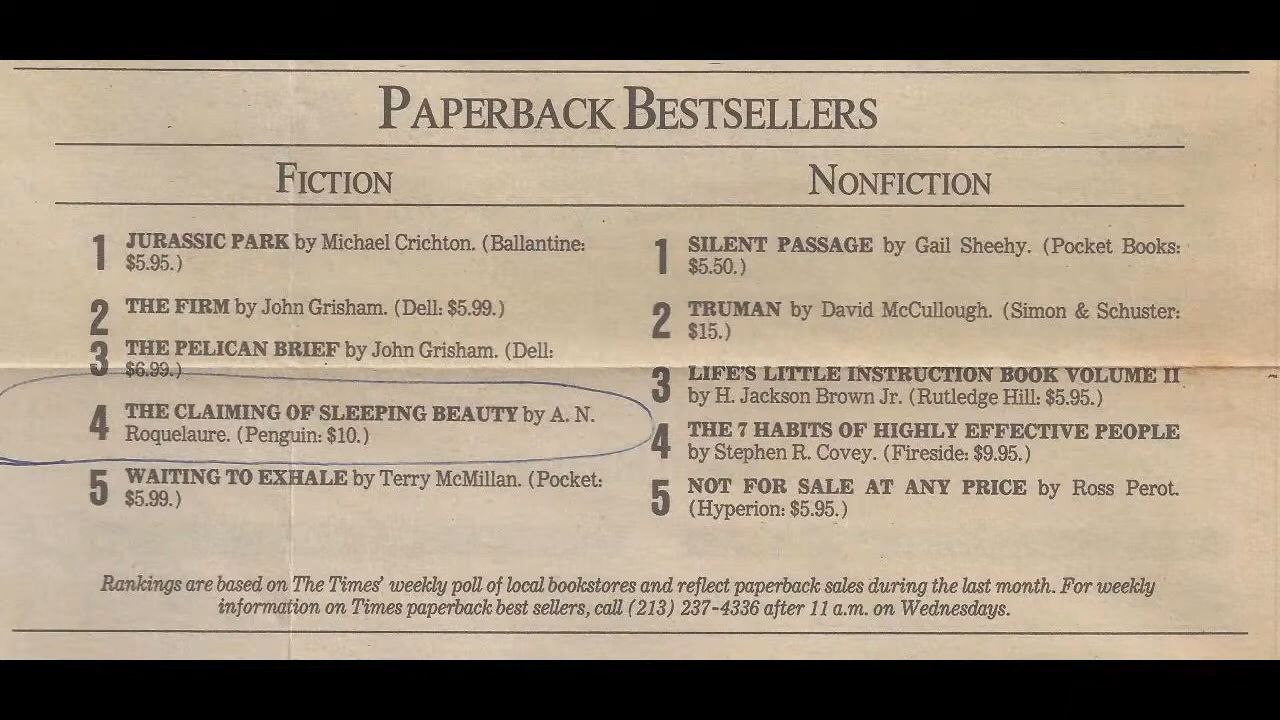 PAPERBACK BESTSELLERS
FICTION
1 JURASSIC PARK by Michael Crichton. (Ballantine:
$5.95.)
2 THE FIRM by John Grisham. (Dell: $5.99.)
3 THE PELICAN BRIEF by John Grisham. (Dell:
$6.99.)
4 THE CLAIMING OF SLEEPING BEAUTY by A. N.
Roquelaure. (Penguin: $10.)
5 WAITING TO EXHALE by Terry McMillan. (Pocket:
$5.99.)
NONFICTION
1 SILENT PASSAGE by Gail Sheehy. (Pocket Books:
$5.50.)
2 TRUMAN by David McCullough. (Simon & Schuster:
$15.)
3 LIFE'S LITTLE INSTRUCTION BOOK VOLUME II
by H. Jackson Brown Jr. (Rutledge Hill: $5.95.)
4 THE 7 HABITS OF HIGHLY EFFECTIVE PEOPLE
by Stephen R. Covey. (Fireside: $9.95.)
5 NOT FOR SALE AT ANY PRICE by Ross Perot.
(Hyperion: $5.95.)
Rankings are based on The Times' weekly poll of local bookstores and reflect paperback sales during the last month. For weekly
information on Times paperback best sellers, call (213) 237-4336 after 11 a.m. on Wednesdays.